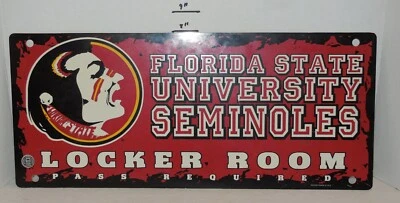 FLORIDA STATE
UNIVERSITY
SEMINOLES
LOCKER ROOM
PASS REQUIRED